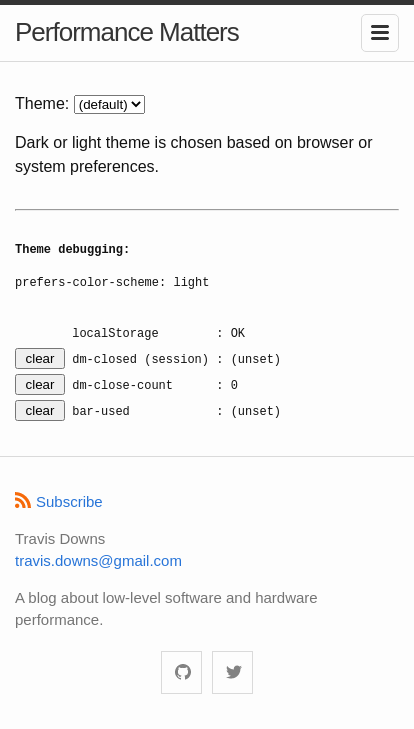 Performance Matters
Theme: (default)
Dark or light theme is chosen based on browser or
system preferences.
Theme debugging:
prefers-color-scheme: light
localStorage : OK
clear dm-closed (session) : (unset)
clear dm-close-count : 0
clear bar-used : (unset)
Subscribe
Travis Downs
travis.downs@gmail.com
A blog about low-level software and hardware
performance.